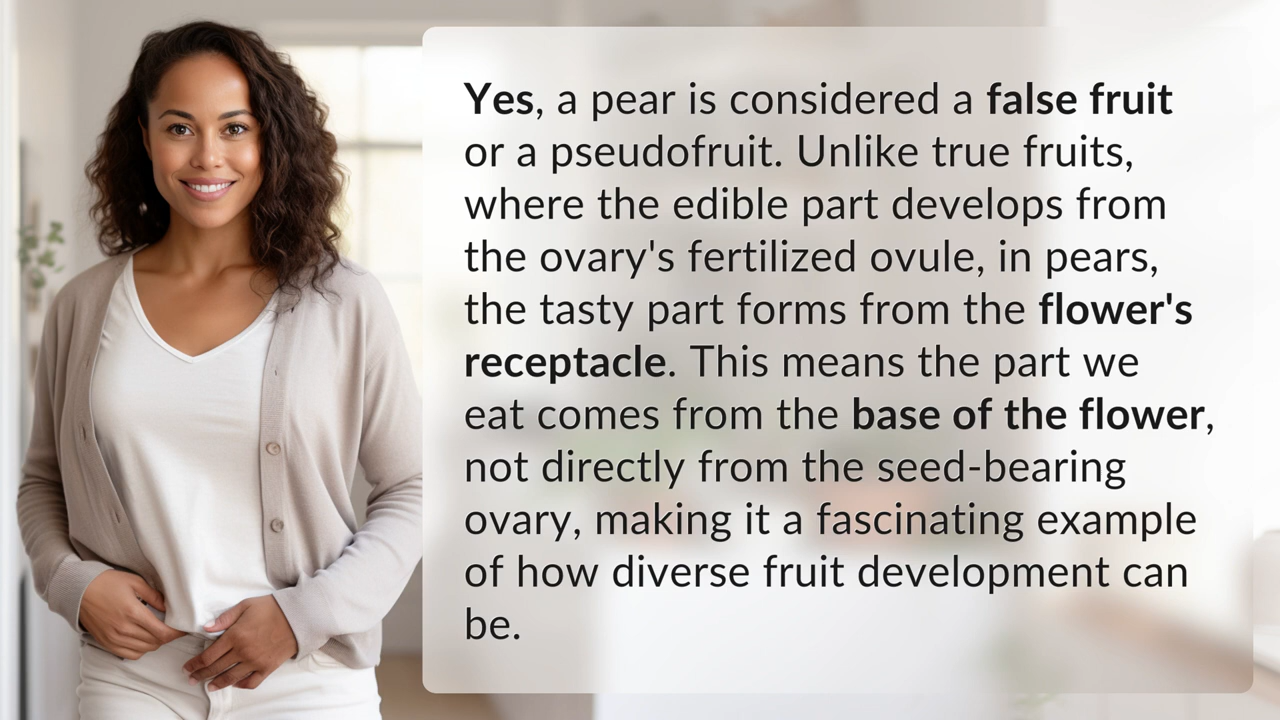 Yes, a pear is considered a false fruit
or a pseudofruit. Unlike true fruits,
where the edible part develops from
the ovary's fertilized ovule, in pears,
the tasty part forms from the flower's
receptacle. This means the part we
eat comes from the base of the flower,
not directly from the seed-bearing
ovary, making it a fascinating example
of how diverse fruit development can
be.